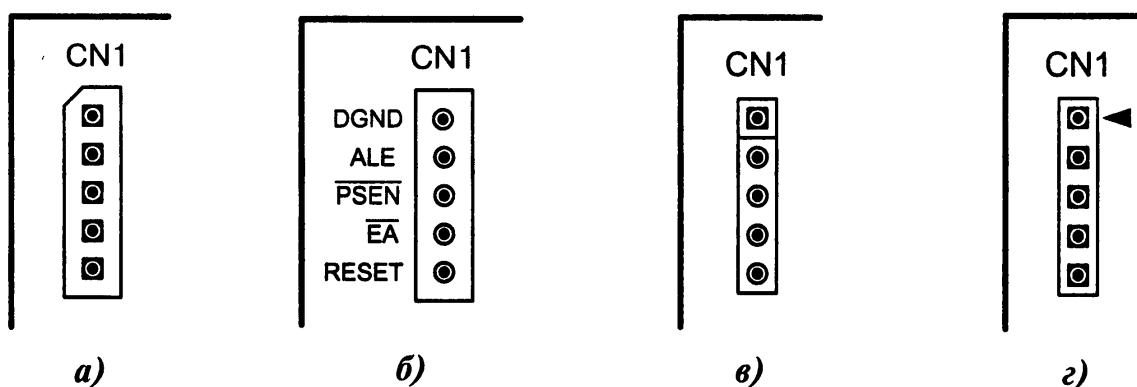 CN1
CN1
CN1
CN1
DGND
ALE
PSEN
EA
RESET
а)
б)
в)
г)